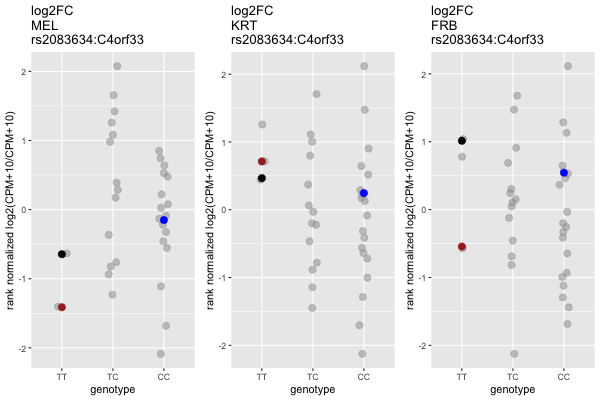 log2FC
MEL
rs2083634:C4orf33
rank normalized log2(CPM+10/CPM+10)
2
1
0
-1
-2
TT
TC
CC
genotype
log2FC
KRT
rs2083634:C4orf33
rank normalized log2(CPM+10/CPM+10)
2
1
0
-1
-2
TT
TC
CC
genotype
log2FC
FRB
rs2083634:C4orf33
rank normalized log2(CPM+10/CPM+10)
2
1
0
-1
-2
TT
TC
CC
genotype